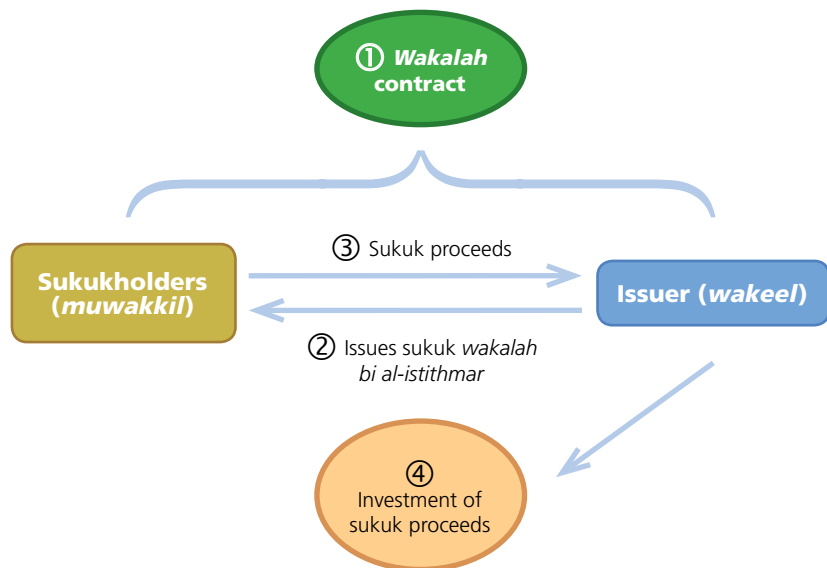 ① Wakalah
contract
③ Sukuk proceeds
Sukukholders
(muwakkil)
Issuer (wakeel)
② Issues sukuk wakalah
bi al-istithmar
④
Investment of
sukuk proceeds